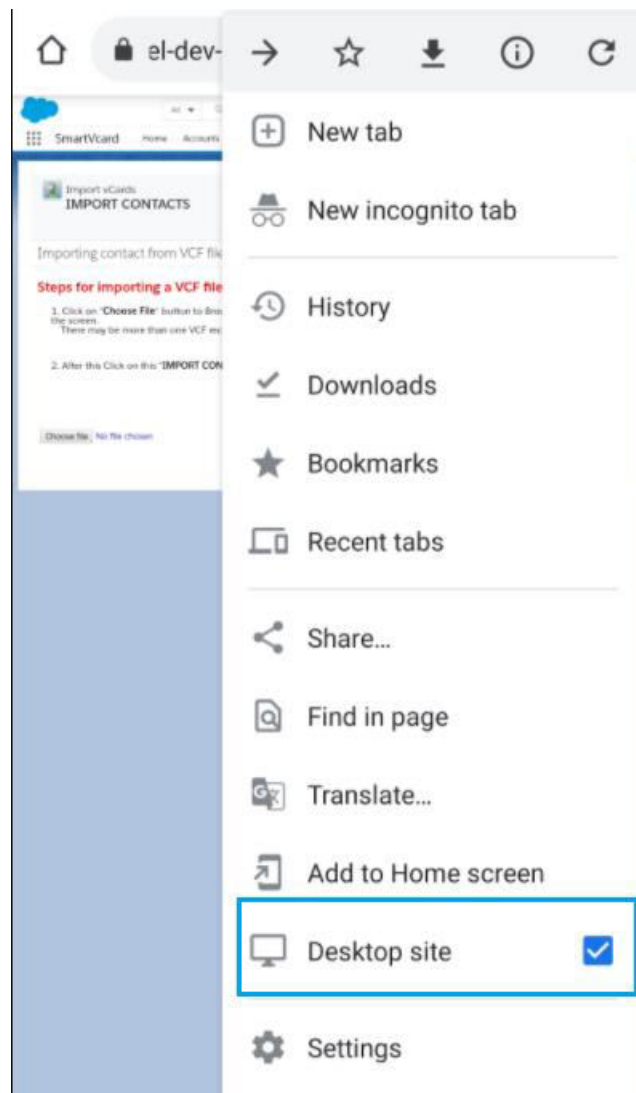 el-dev-
All
SmartVcard Home Accounts
Import vCards
IMPORT CONTACTS
Importing contact from VCF file
Steps for importing a VCF file
1. Click on "Choose File" button to Brow
the screen.
There may be more than one VCF
2. After this Click on this "IMPORT CON
Choose file No file chosen
New tab
New incognito tab
History
Downloads
Bookmarks
Recent tabs
Share...
Find in page
Translate...
Add to Home screen
Desktop site
Settings